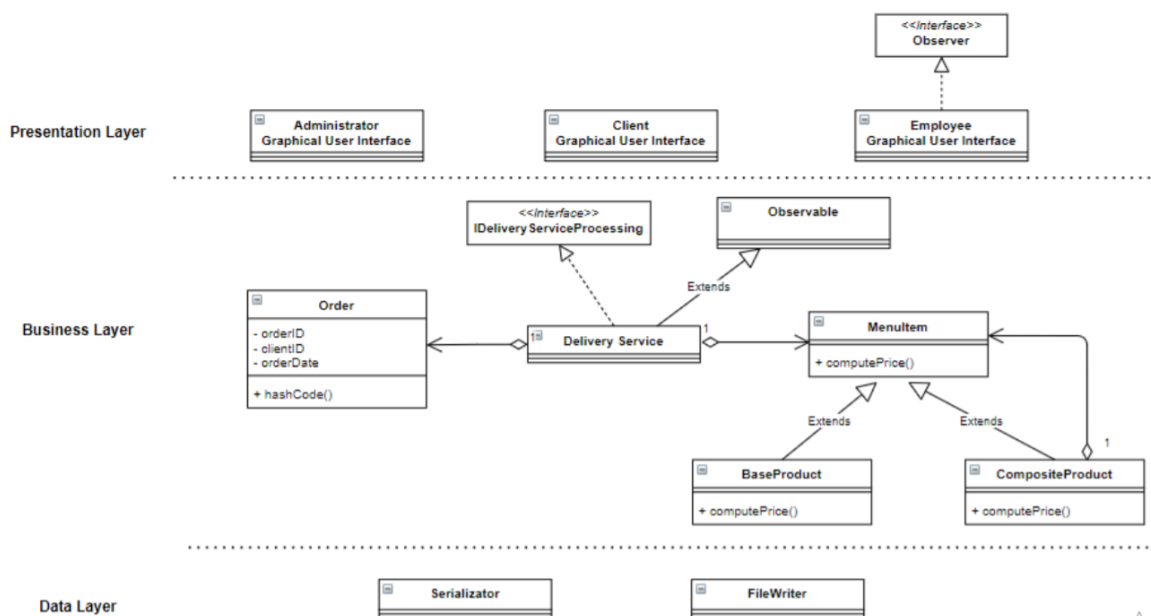 <<Interface>>
Observer
Presentation Layer
Administrator
Graphical User Interface
Client
Graphical User Interface
Employee
Graphical User Interface
<<Interface>>
IDeliveryServiceProcessing
Observable
Extends
Business Layer
Order
- orderID
- clientID
- orderDate
+ hashCode()
1
Delivery Service
1
MenuItem
+ computePrice()
Extends
Extends
1
BaseProduct
+ computePrice()
CompositeProduct
+ computePrice()
Data Layer
Serializator
FileWriter